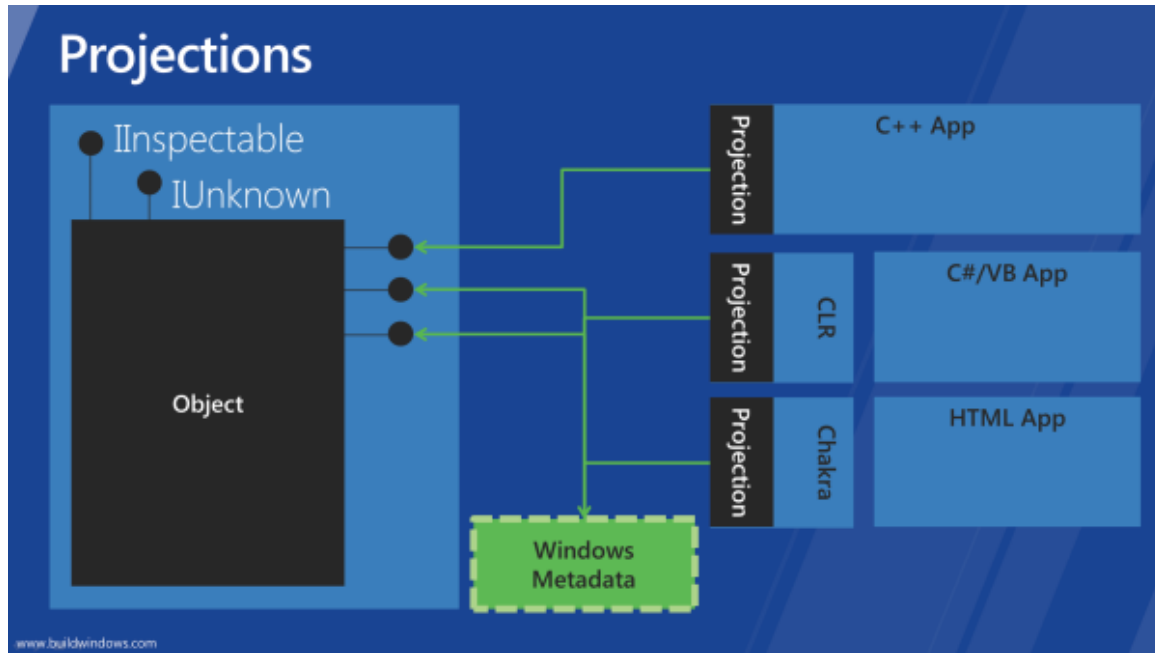 Projections
IInspectable
IUnknown
Object
Projection
C++ App
Projection
CLR
C#/VB App
Projection
Chakra
HTML App
Windows
Metadata
www.buildwindows.com